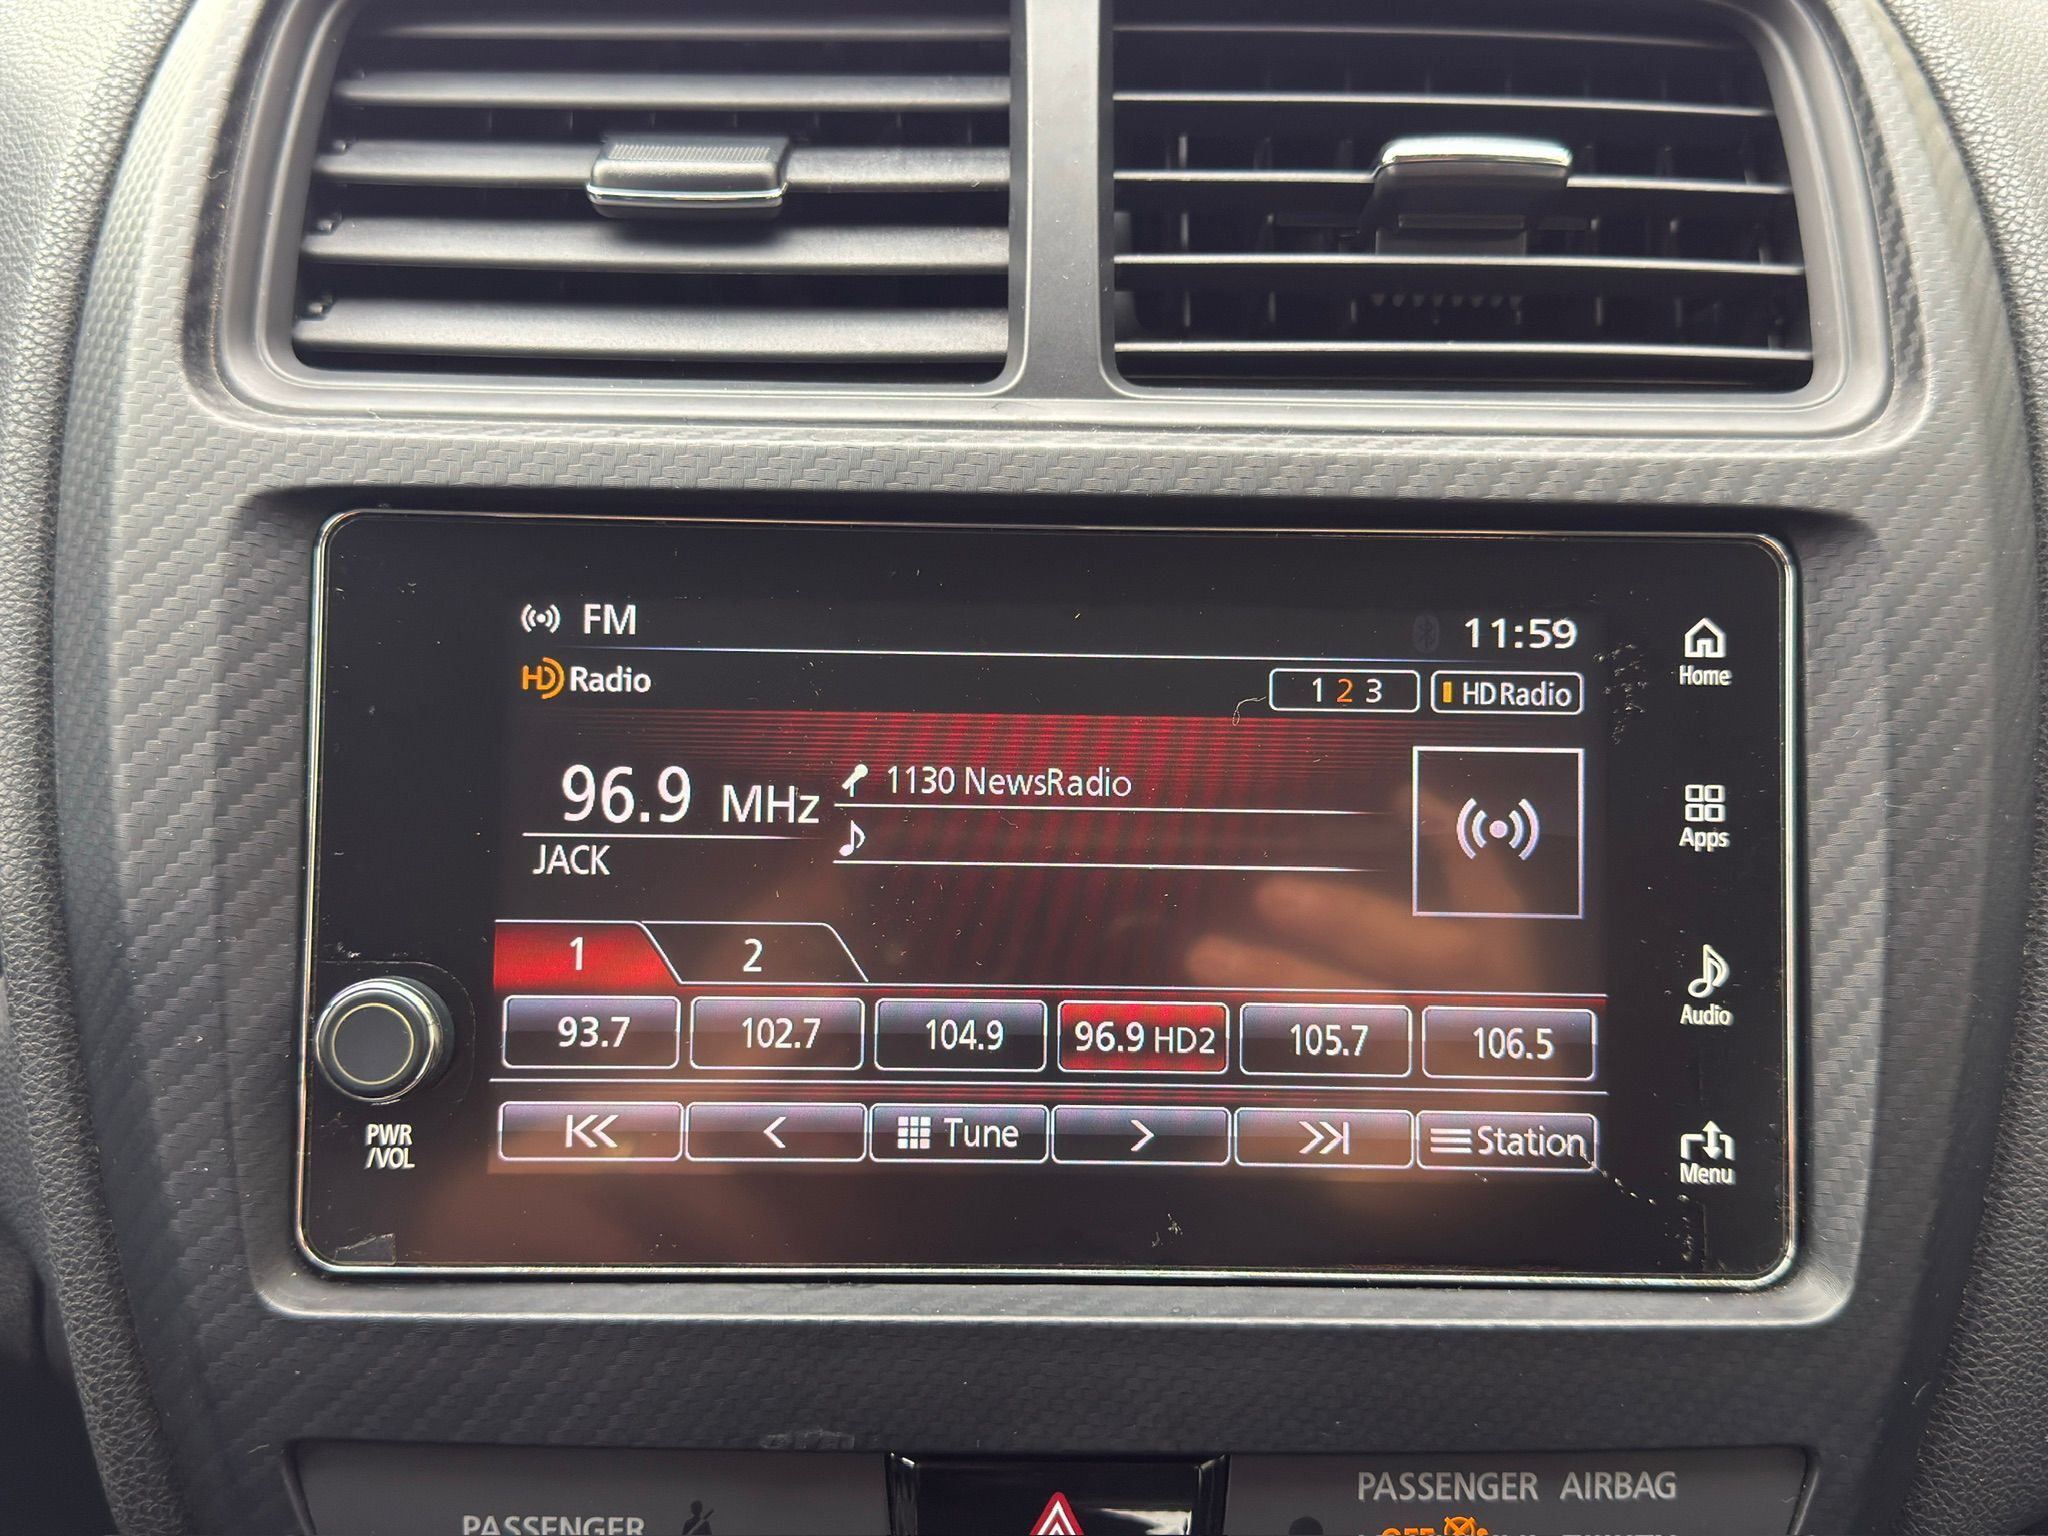 FM
11:59
HD Radio
1 2 3
HD Radio
Home
96.9 MHz
1130 NewsRadio
JACK
Apps
1
2
Audio
93.7
102.7
104.9
96.9 HD2
105.7
106.5
Tune
Station
PWR
/VOL
Menu
PASSENGER AIRBAG
PASSENGER
OFF